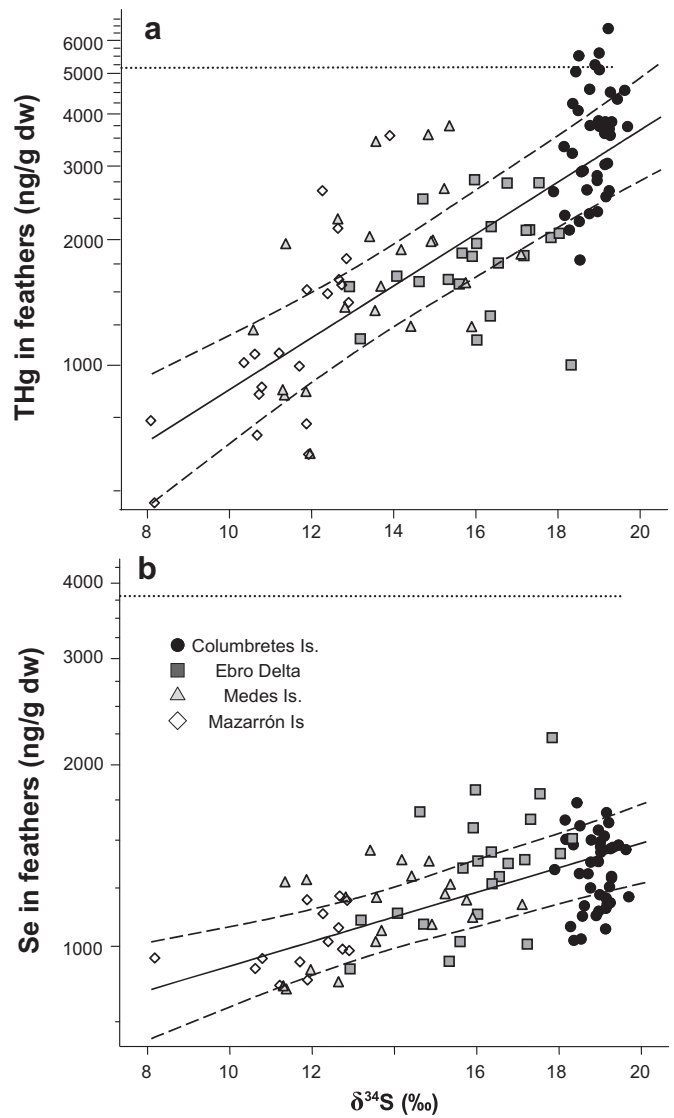 a
6000
5000
4000
3000
2000
1000
THg in feathers (ng/g dw)
8 10 12 14 16 18 20
b
4000
3000
2000
1000
Se in feathers (ng/g dw)
Columbretes Is.
Ebro Delta
Medes Is.
Mazarrón Is
8 10 12 14 16 18 20
δ³⁴S (‰)